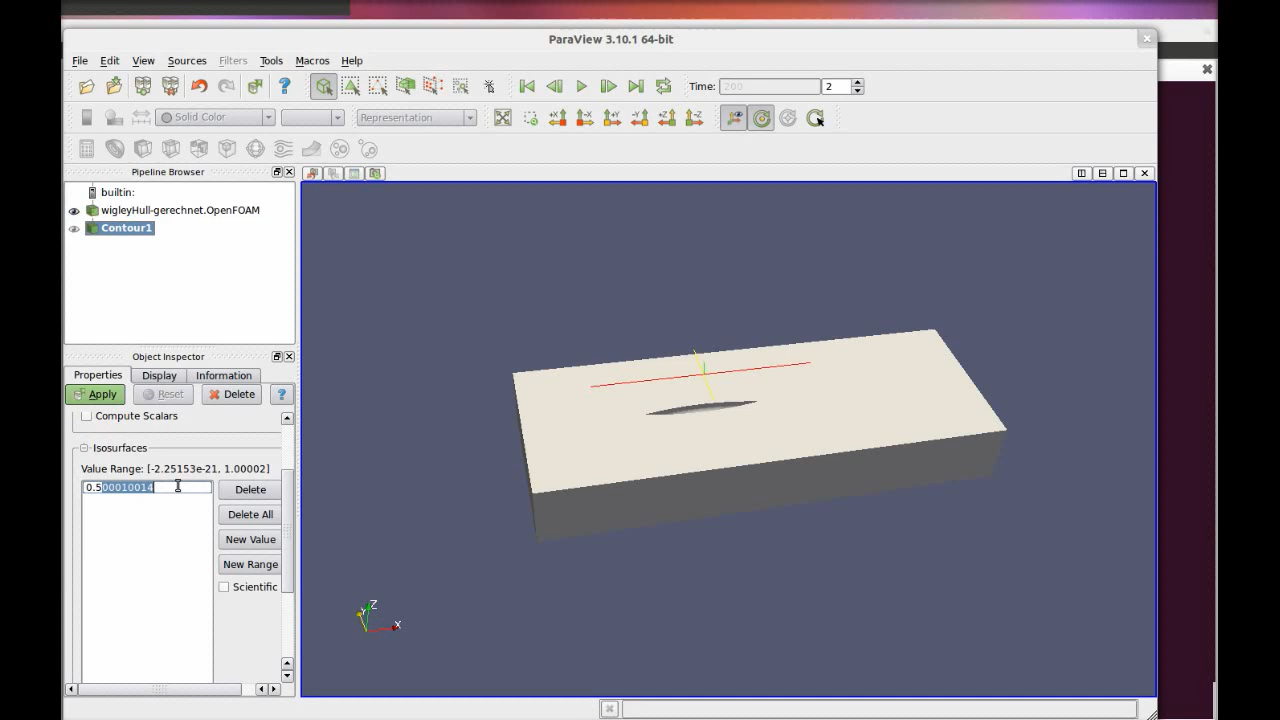 ParaView 3.10.1 64-bit
File Edit View Sources Filters Tools Macros Help
Time: 200 2
Solid Color Representation
+X -X +Y -Y +Z -Z
Pipeline Browser
builtin:
wigleyHull-gerechnet.OpenFOAM
Contour1
Object Inspector
Properties Display Information
Apply Reset Delete ?
Compute Scalars
Isosurfaces
Value Range: [-2.25153e-21, 1.00002]
0.500010014
Delete
Delete All
New Value
New Range
Scientific
Y Z
X